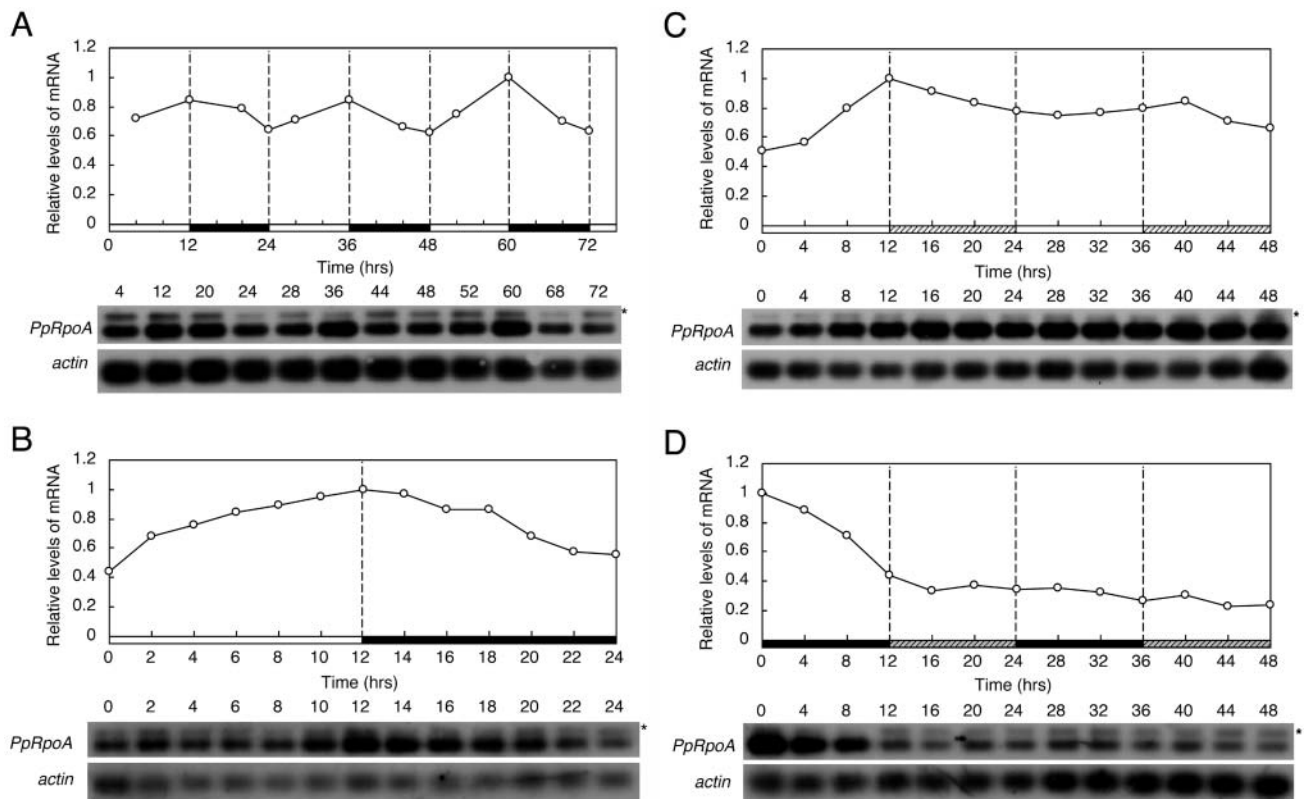 A
Relative levels of mRNA
1.2
1
0.8
0.6
0.4
0.2
0
0 12 24 36 48 60 72
Time (hrs)
4 12 20 24 28 36 44 48 52 60 68 72
PpRpoA *
actin
B
Relative levels of mRNA
1.2
1
0.8
0.6
0.4
0.2
0
0 2 4 6 8 10 12 14 16 18 20 22 24
Time (hrs)
0 2 4 6 8 10 12 14 16 18 20 22 24
PpRpoA *
actin
C
Relative levels of mRNA
1.2
1
0.8
0.6
0.4
0.2
0
0 4 8 12 16 20 24 28 32 36 40 44 48
Time (hrs)
0 4 8 12 16 20 24 28 32 36 40 44 48
PpRpoA *
actin
D
Relative levels of mRNA
1.2
1
0.8
0.6
0.4
0.2
0
0 4 8 12 16 20 24 28 32 36 40 44 48
Time (hrs)
0 4 8 12 16 20 24 28 32 36 40 44 48
PpRpoA *
actin